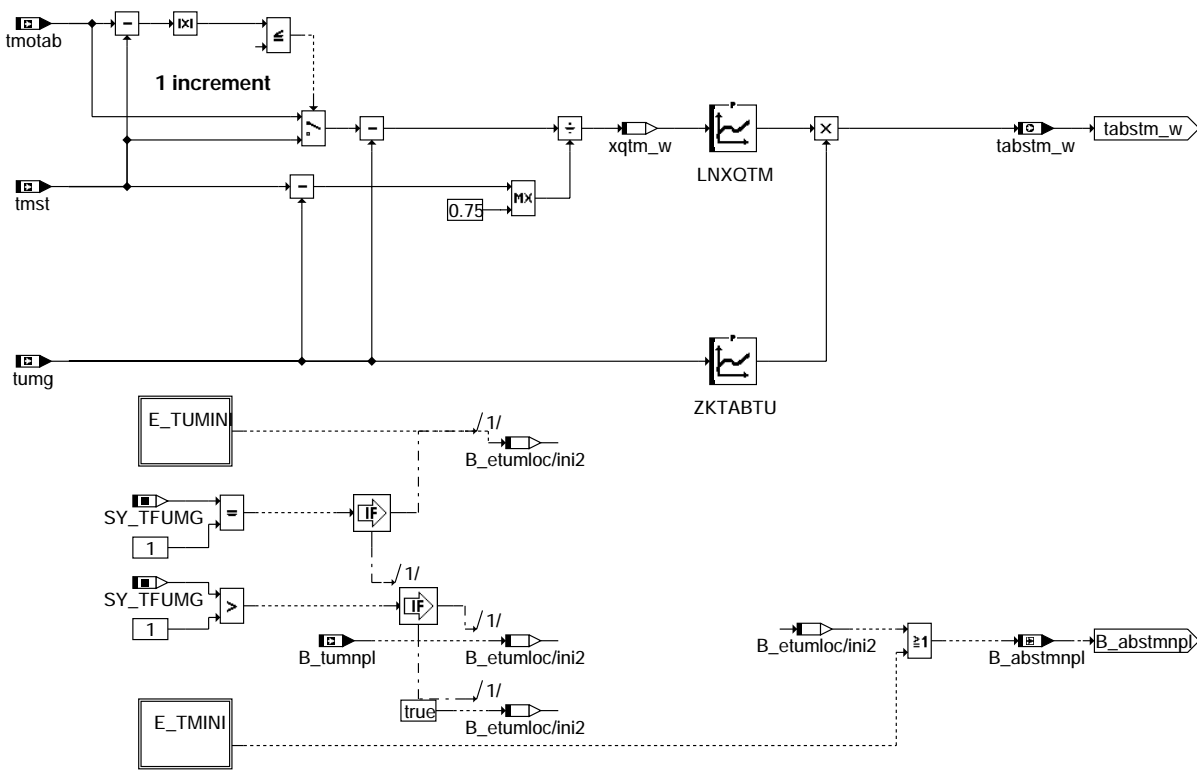 tmotab
−
|x|
≤
1 increment
−
÷
xqtm_w
P
LNXQTM
×
tabstm_w
tabstm_w
tmst
−
0.75
MX
tumg
P
ZKTABTU
E_TUMINI
/1/
B_etumloc/ini2
SY_TFUMG
=
IF
1
/1/
SY_TFUMG
>
IF
1
/1/
B_tumnpl
B_etumloc/ini2
B_etumloc/ini2
≥1
B_abstmnpl
B_abstmnpl
/1/
true
B_etumloc/ini2
E_TMINI